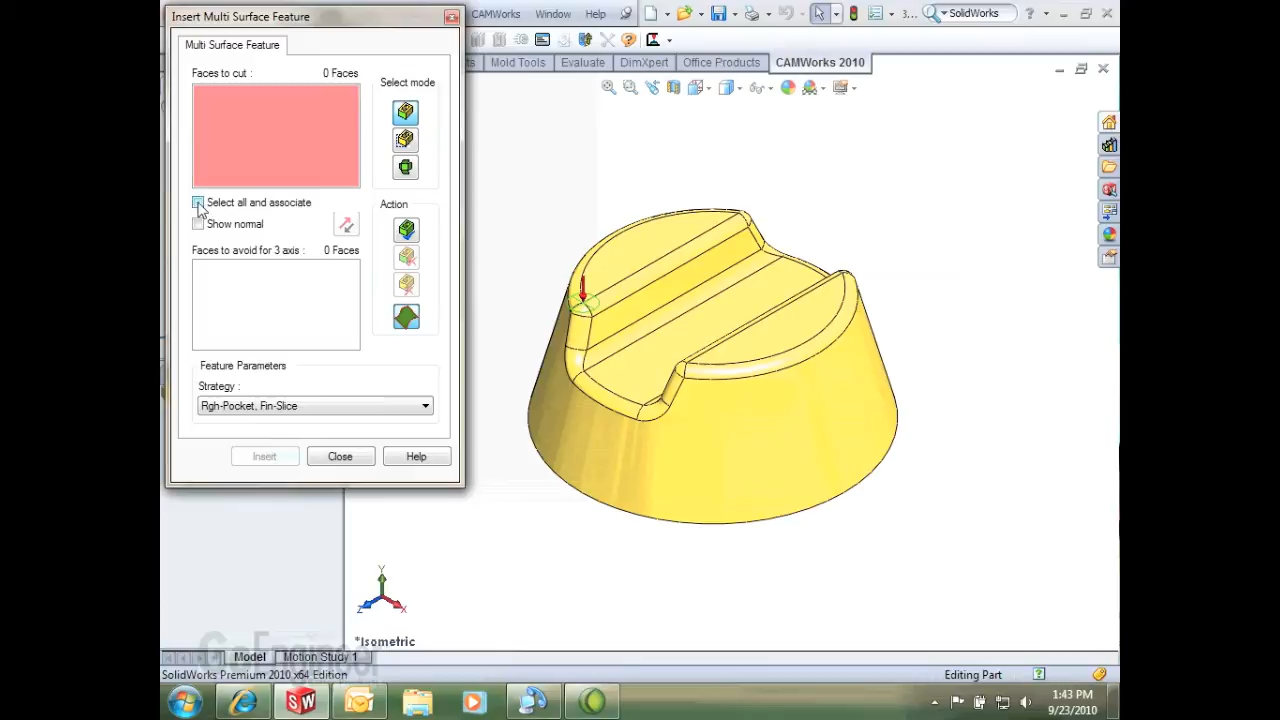 Insert Multi Surface Feature
CAMWorks Window Help
3... SolidWorks
Multi Surface Feature
Mold Tools Evaluate DimXpert Office Products CAMWorks 2010
Faces to cut : 0 Faces
Select mode
Select all and associate
Action
Show normal
Faces to avoid for 3 axis : 0 Faces
Feature Parameters
Strategy :
Rgh-Pocket, Fin-Slice
Insert Close Help
Y
Z X
*Isometric
GoEngineer
Model Motion Study 1
SolidWorks Premium 2010 x64 Edition
Editing Part
1:43 PM
9/23/2010